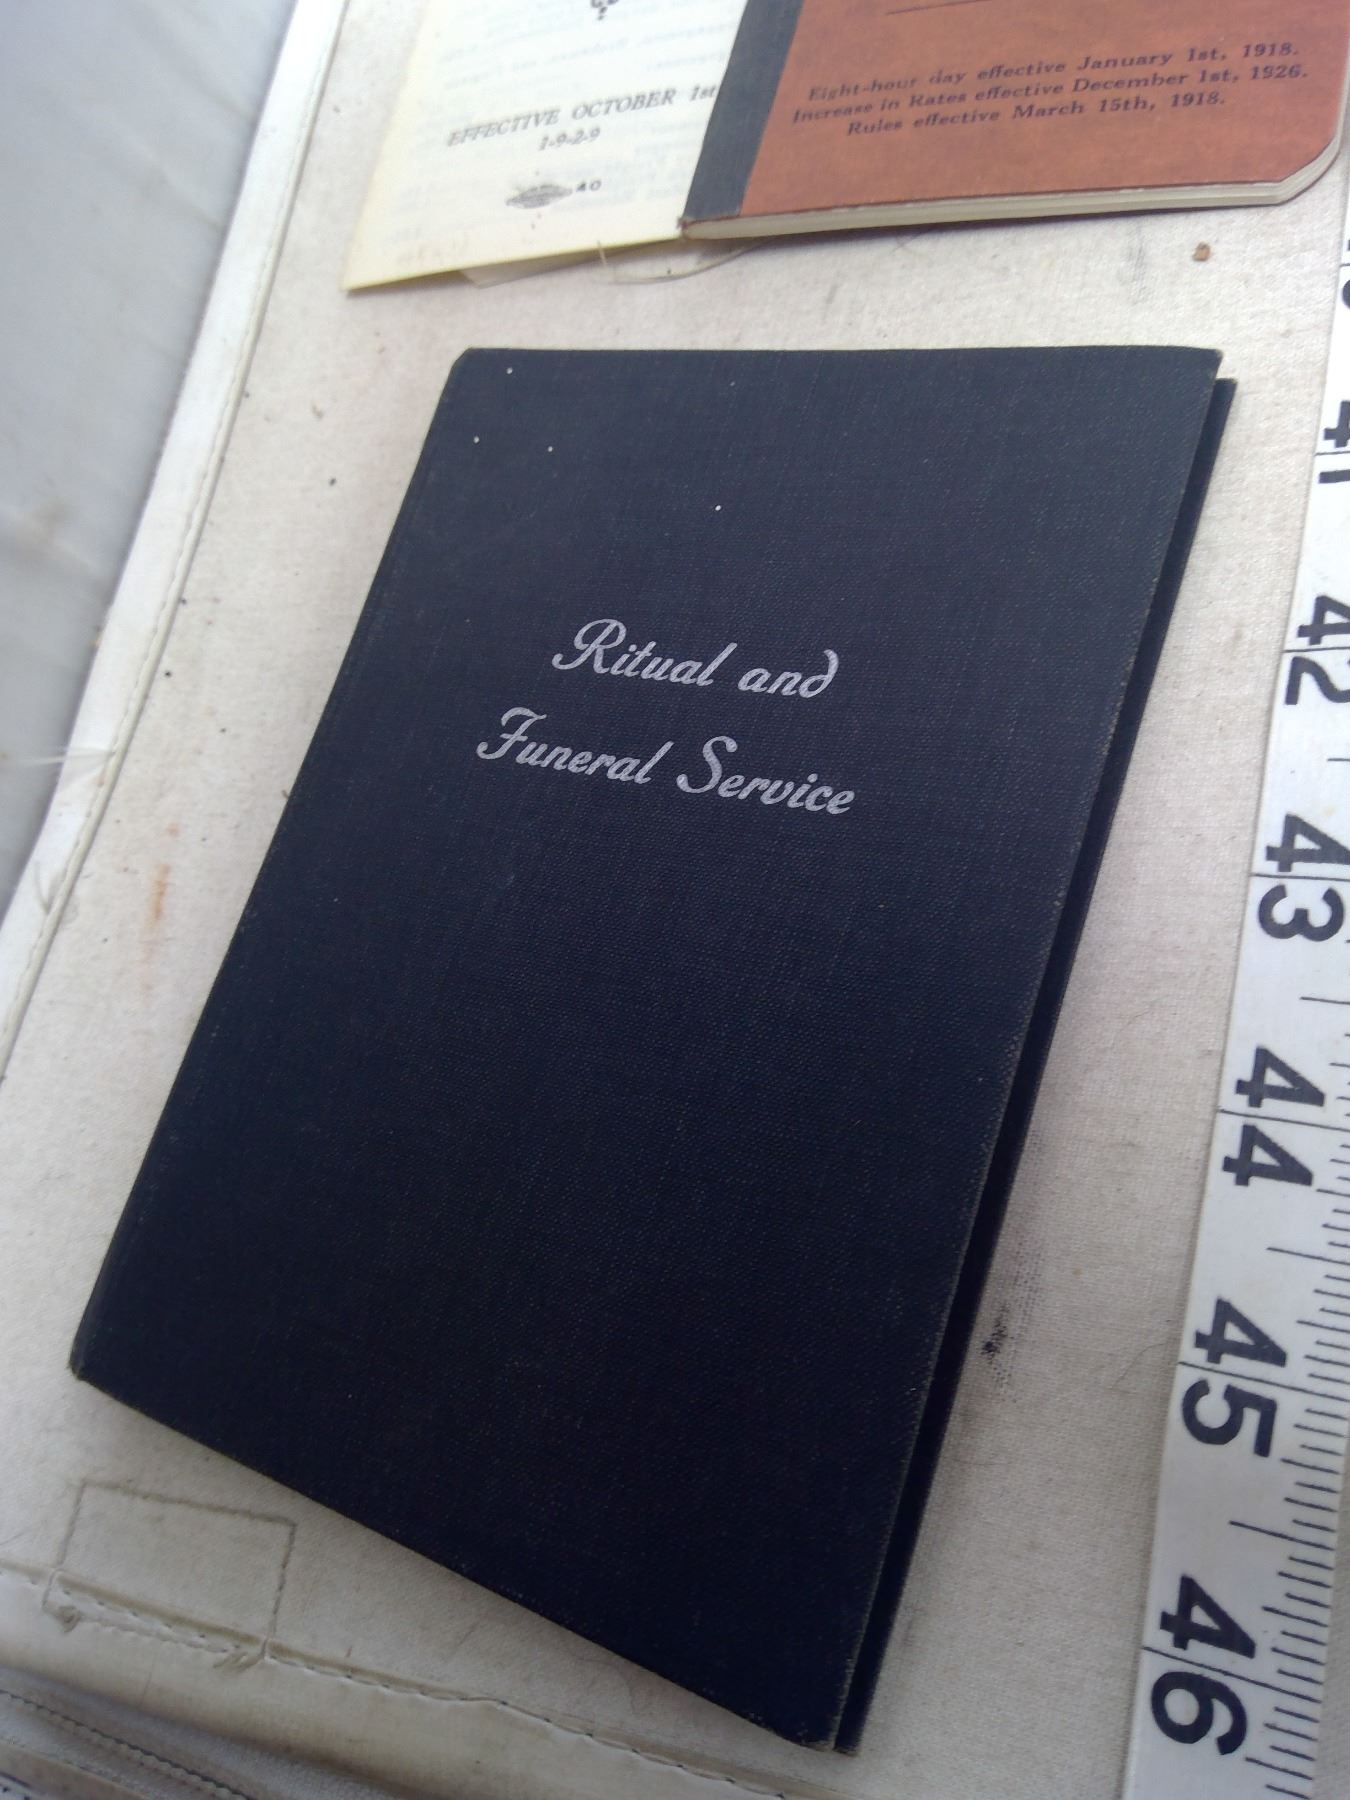 EFFECTIVE OCTOBER 1st
1-9-2-9
40
Eight-hour day effective January 1st, 1918.
Increase in Rates effective December 1st, 1926.
Rules effective March 15th, 1918.
Ritual and
Funeral Service
41
42
43
44
45
46